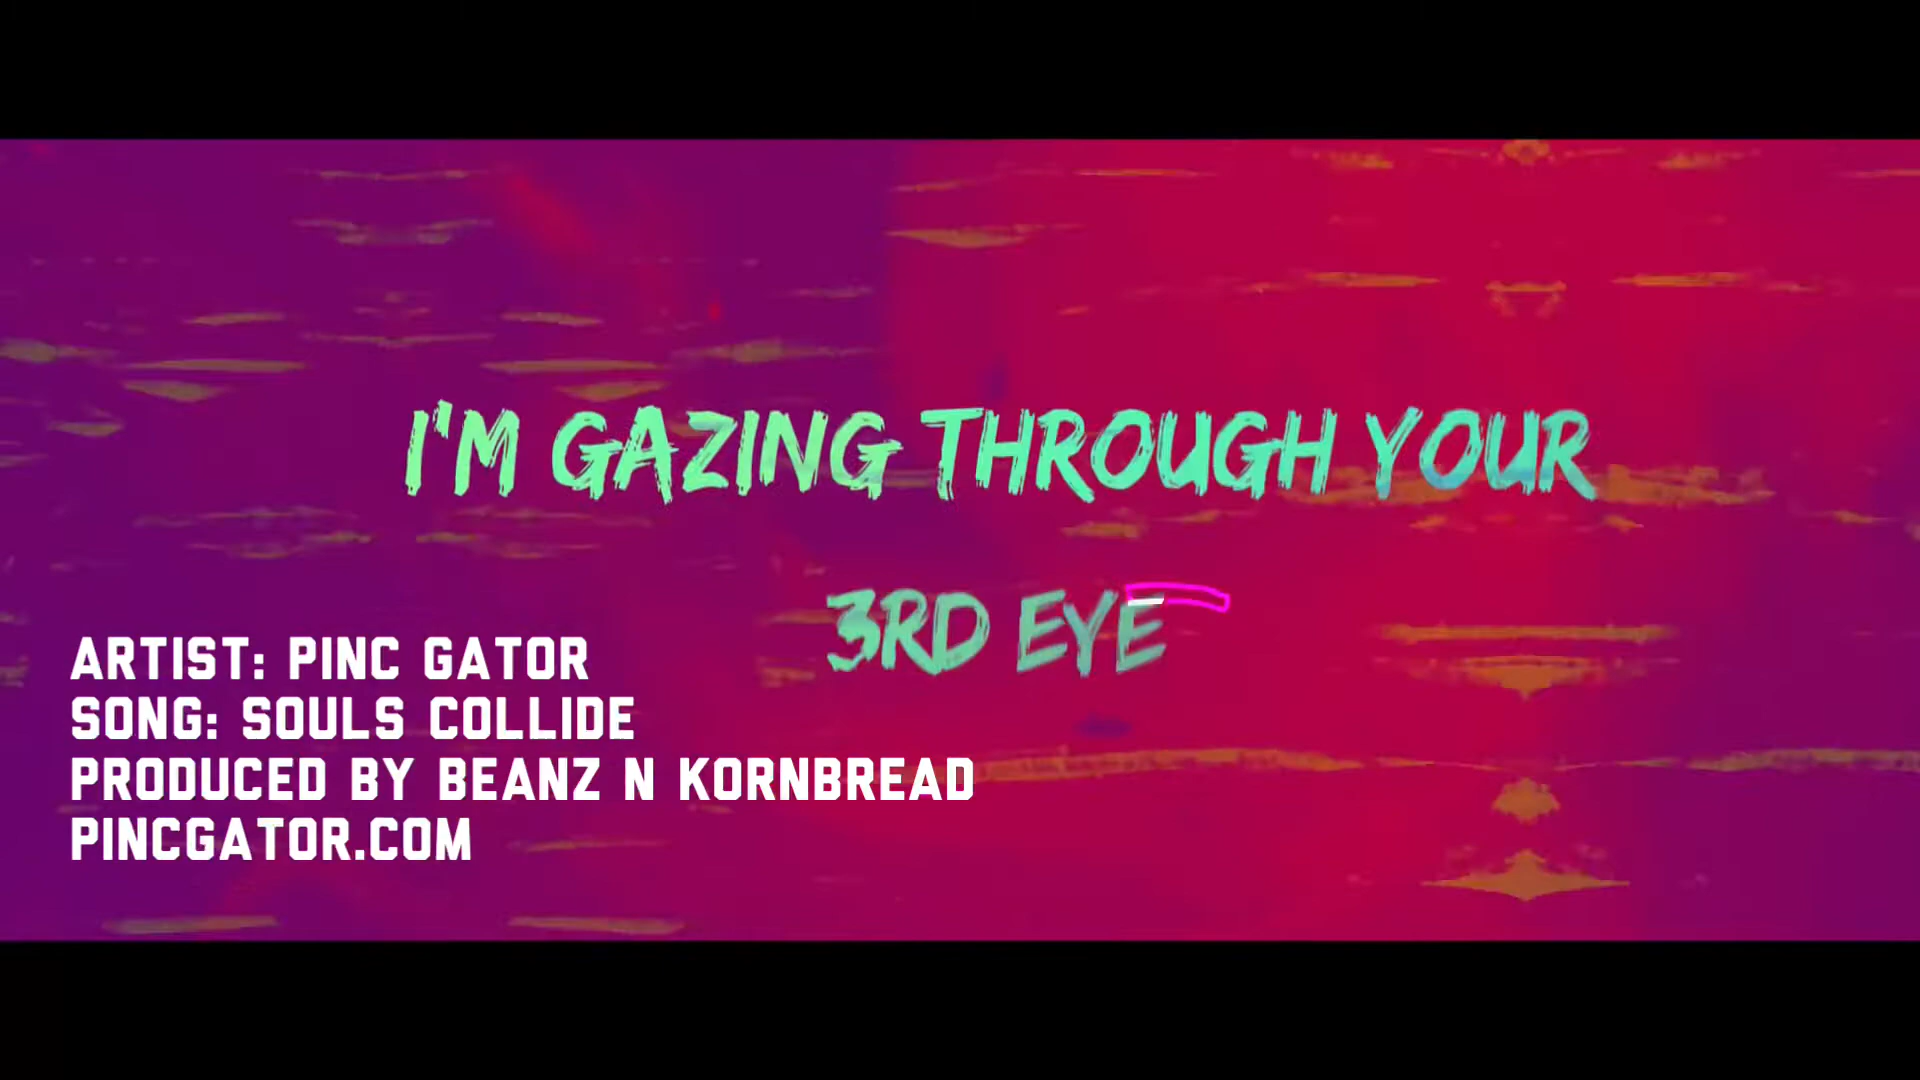 I'M GAZING THROUGH YOUR
3RD EYE
ARTIST: PINC GATOR
SONG: SOULS COLLIDE
PRODUCED BY BEANZ N KORNBREAD
PINCGATOR.COM